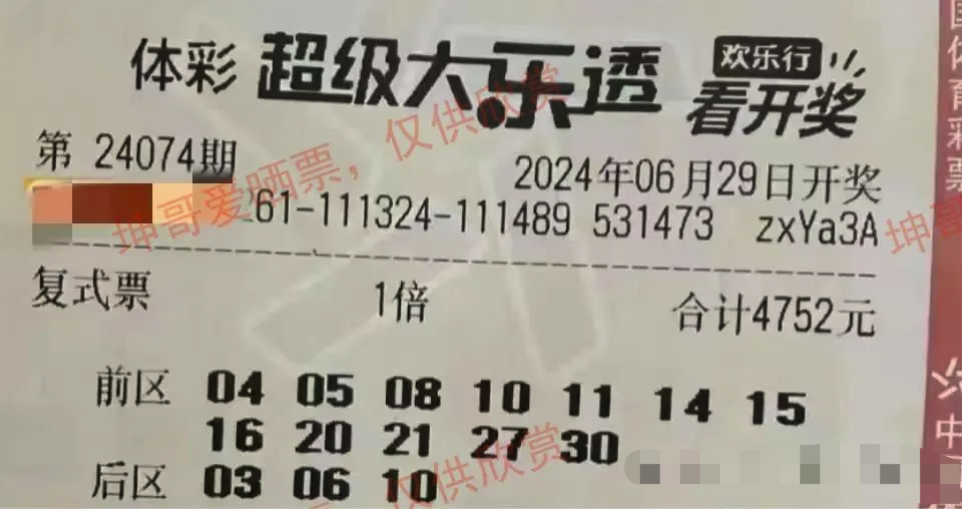 体彩 超级大乐透 欢乐行 看开奖
第 24074期 2024年06月29日开奖
61-111324-111489 531473 zxYa3A
复式票 1倍 合计4752元
前区 04 05 08 10 11 14 15
16 20 21 27 30
后区 03 06 10
坤哥爱晒票，仅供欣赏
坤哥
仅供欣赏
国体育彩票
中